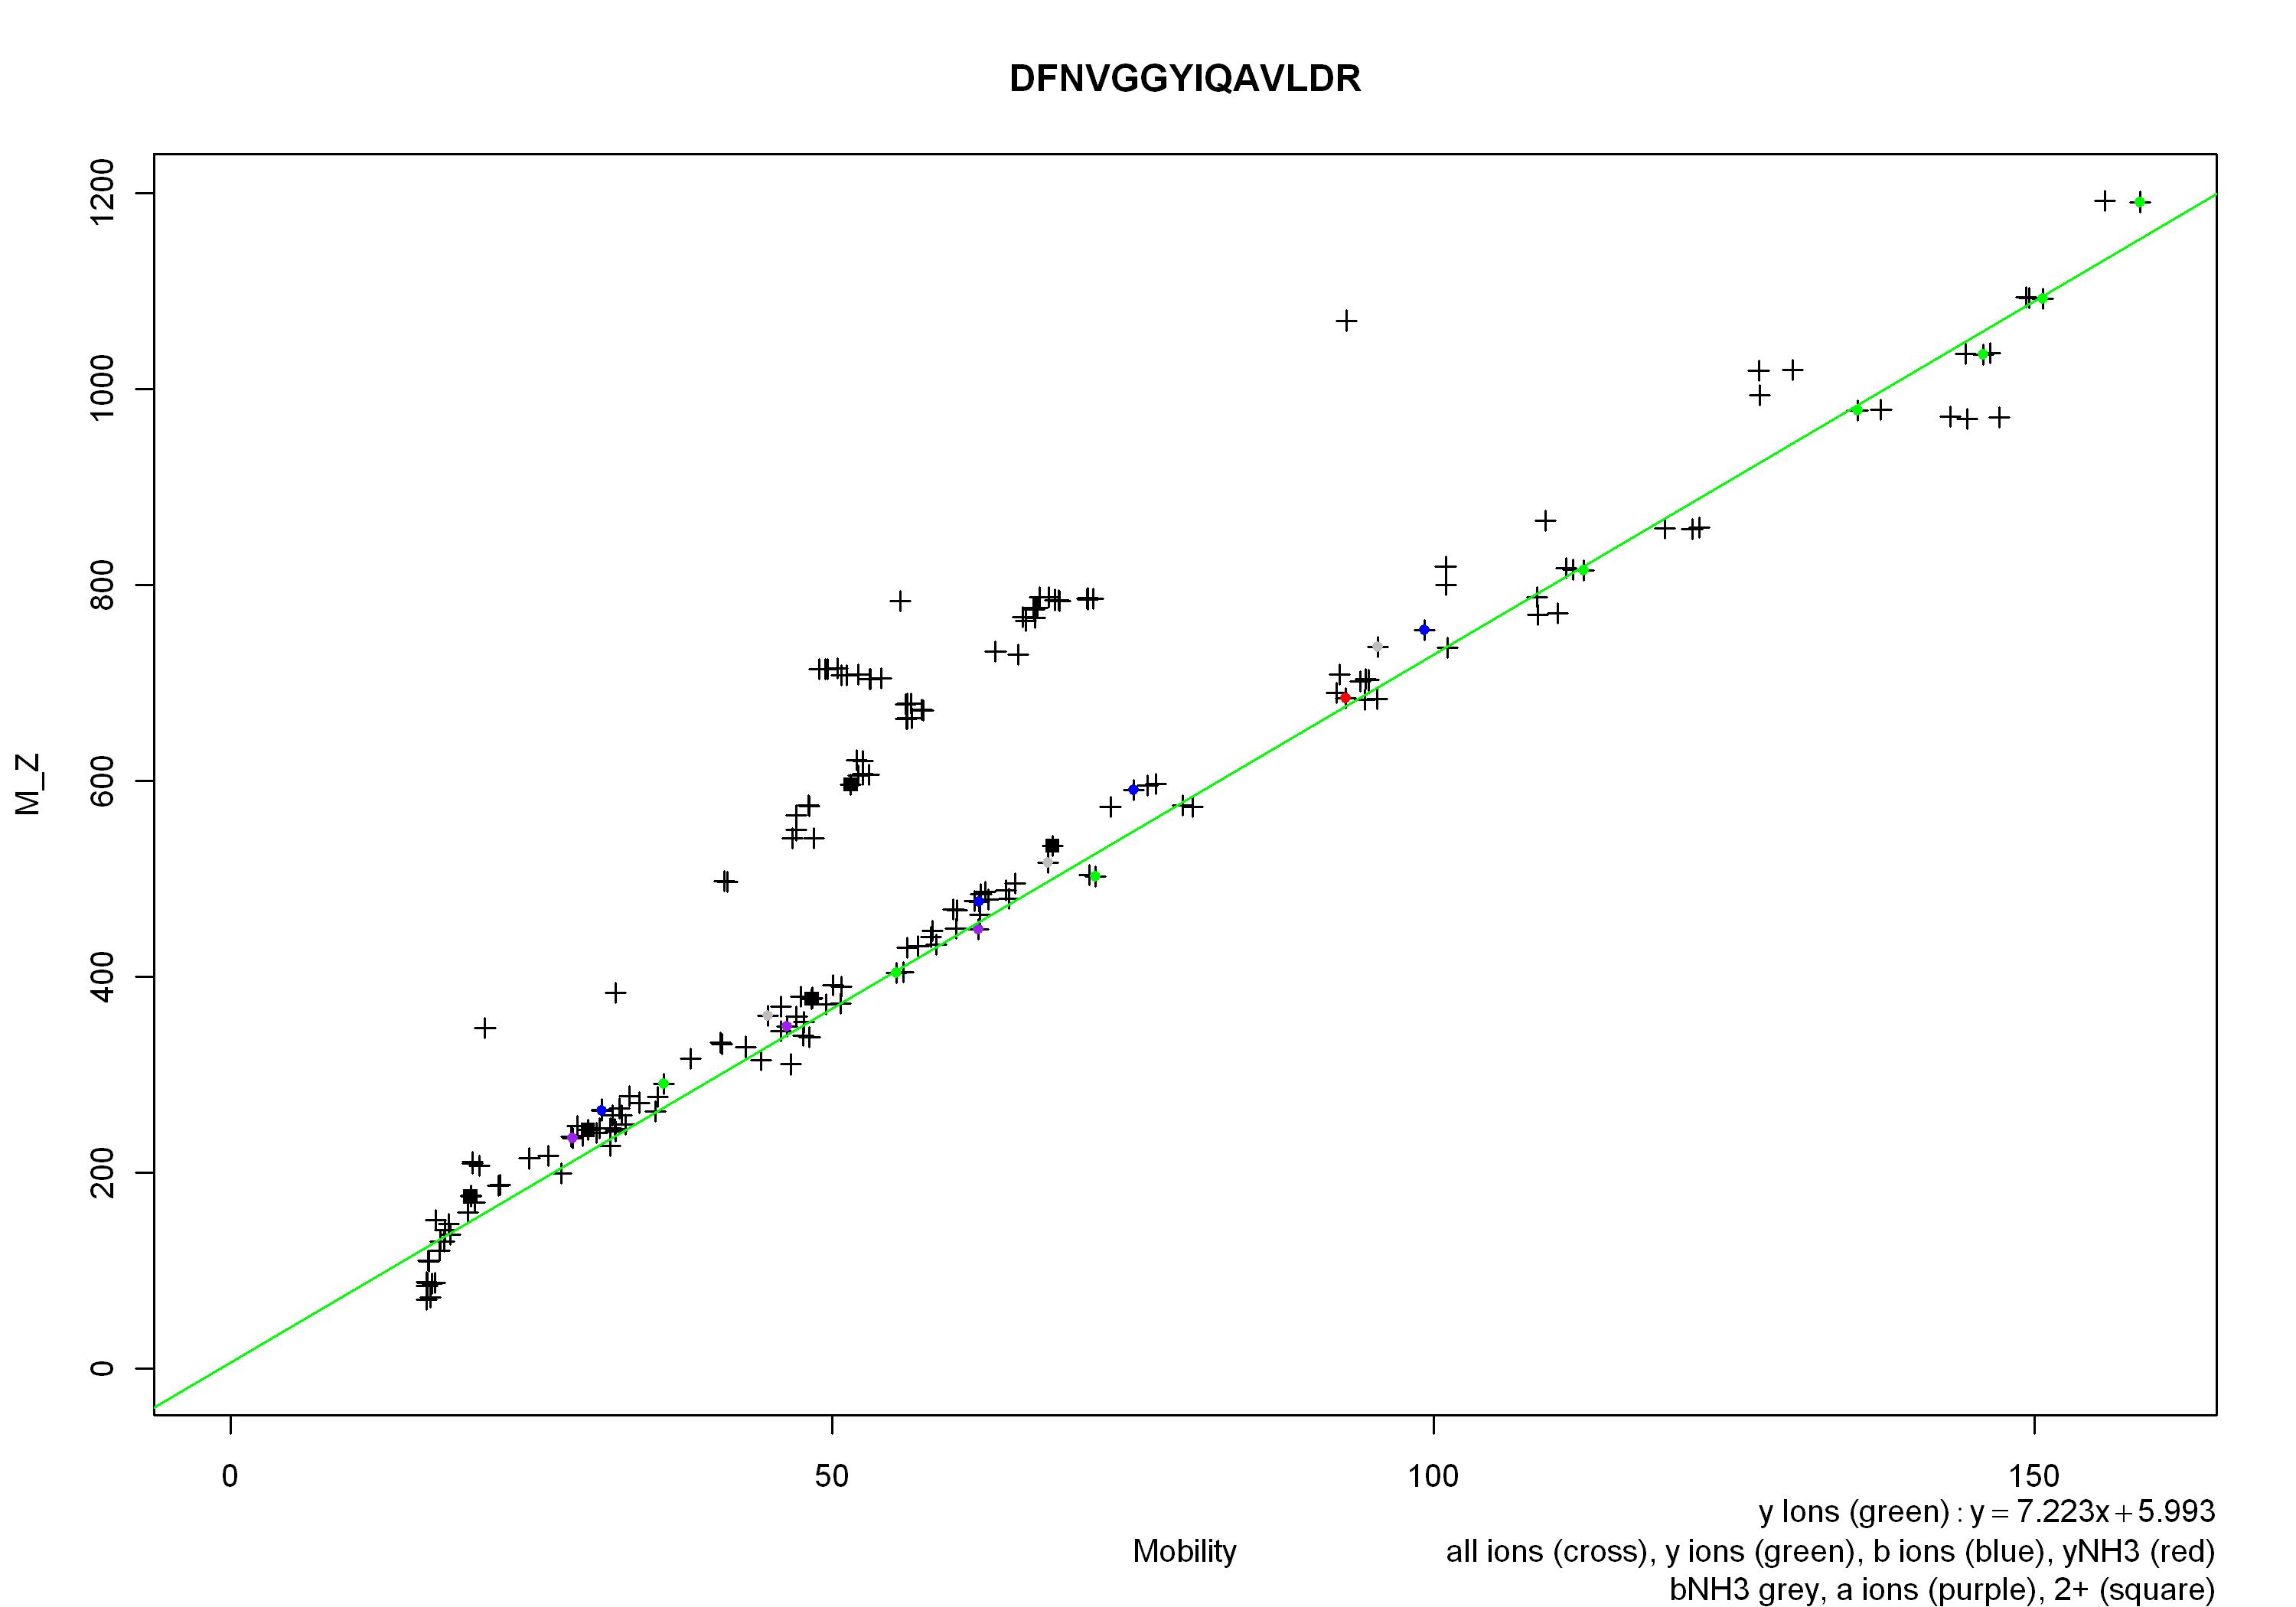 DFNVGGYIQAVLDR
1200
1000
800
600
400
200
0
M_Z
0 50 100 150
y Ions (green) : y = 7.223x + 5.993
Mobility all ions (cross), y ions (green), b ions (blue), yNH3 (red)
bNH3 grey, a ions (purple), 2+ (square)